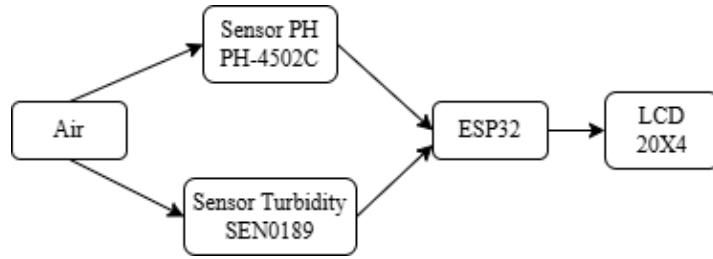 Sensor PH
PH-4502C
Air
ESP32
LCD
20X4
Sensor Turbidity
SEN0189